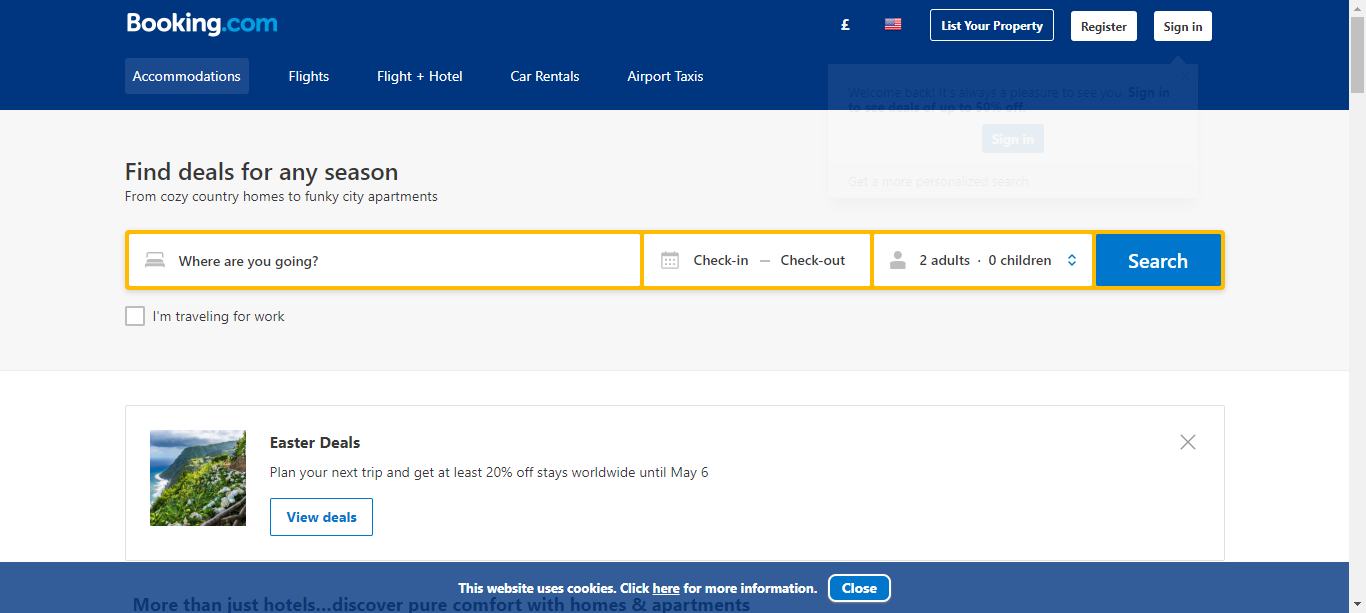 Booking.com
£
List Your Property
Register
Sign in
Accommodations
Flights
Flight + Hotel
Car Rentals
Airport Taxis
Welcome back! It's always a pleasure to see you. Sign in
to see deals of up to 50% off.
Sign in
Get a more personalized search
Find deals for any season
From cozy country homes to funky city apartments
Where are you going?
Check-in — Check-out
2 adults · 0 children
Search
I'm traveling for work
Easter Deals
Plan your next trip and get at least 20% off stays worldwide until May 6
View deals
This website uses cookies. Click here for more information.
Close
More than just hotels...discover pure comfort with homes & apartments